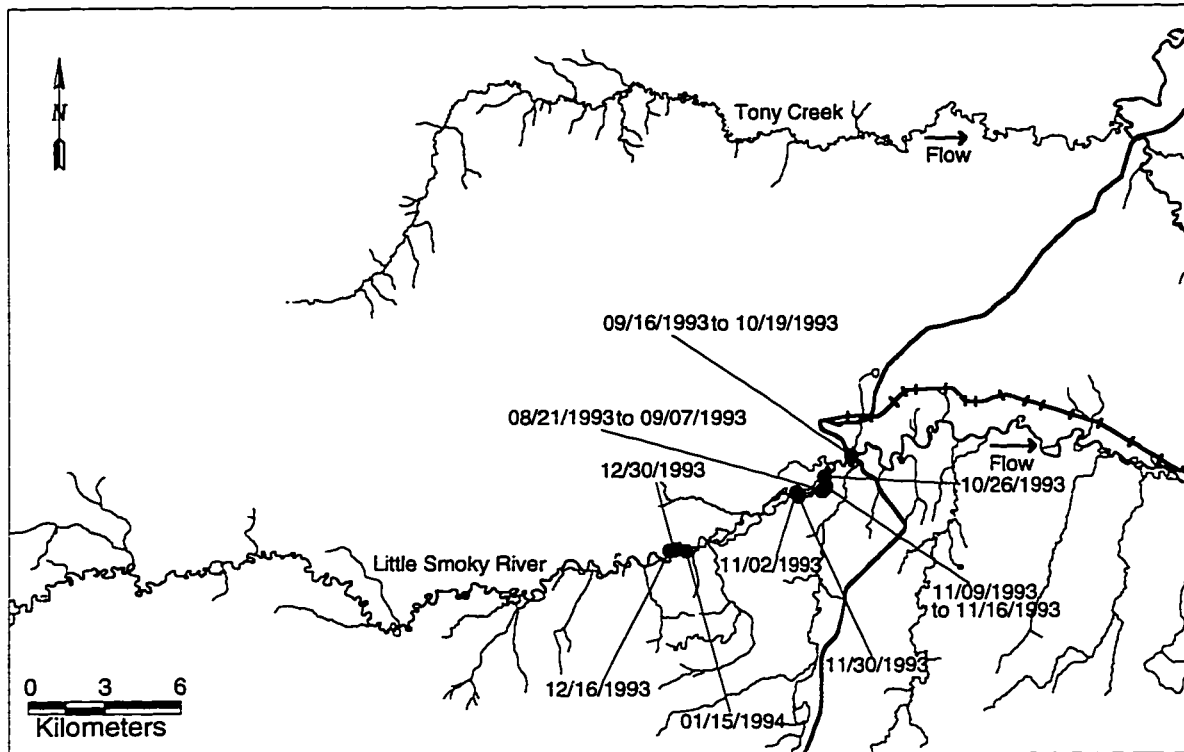 N
Tony Creek
Flow
09/16/1993 to 10/19/1993
08/21/1993 to 09/07/1993
12/30/1993
Flow
10/26/1993
Little Smoky River
11/02/1993
11/09/1993
to 11/16/1993
11/30/1993
12/16/1993
01/15/1994
0 3 6
Kilometers